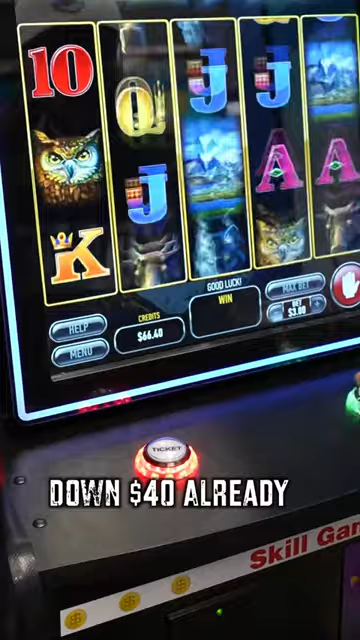 10
Q
J
J
J
A
A
K
GOOD LUCK!
HELP
CREDITS
WIN
MAX BET
$66.40
BET
$3.00
MENU
TICKET
DOWN $40 ALREADY
Skill Gam